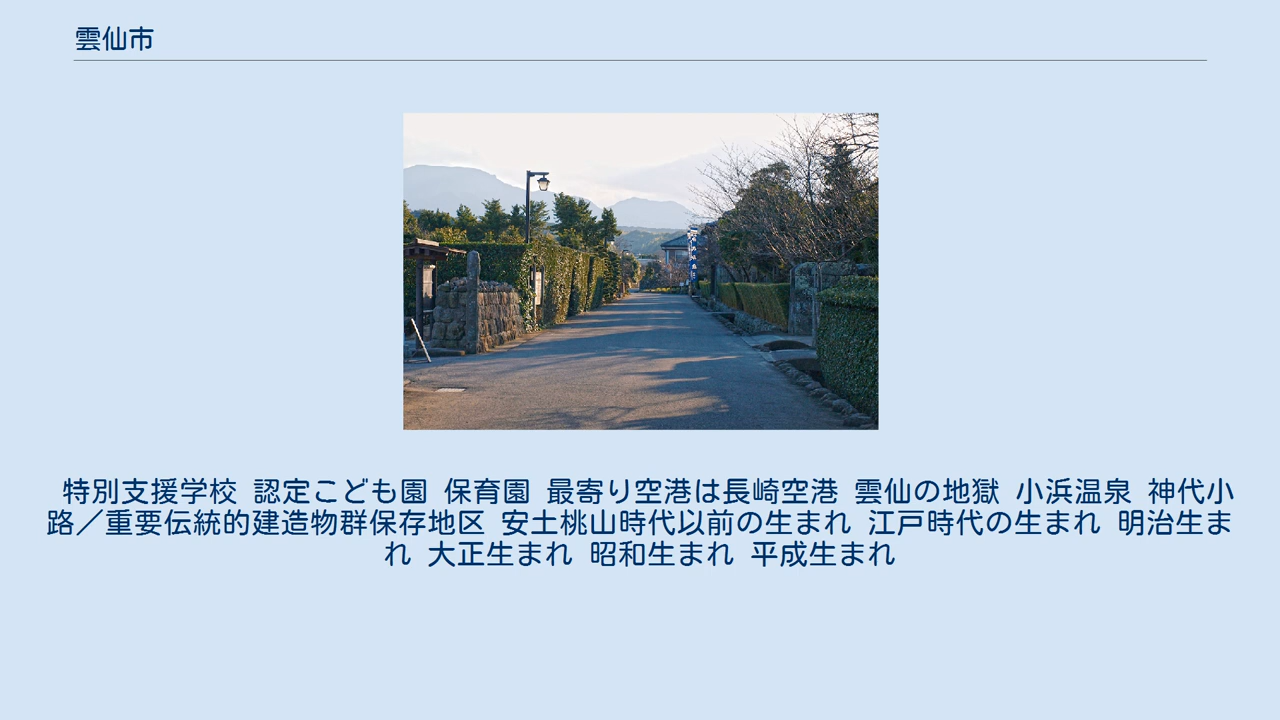 雲仙市
特別支援学校 認定こども園 保育園 最寄り空港は長崎空港 雲仙の地獄 小浜温泉 神代小
路／重要伝統的建造物群保存地区 安土桃山時代以前の生まれ 江戸時代の生まれ 明治生ま
れ 大正生まれ 昭和生まれ 平成生まれ